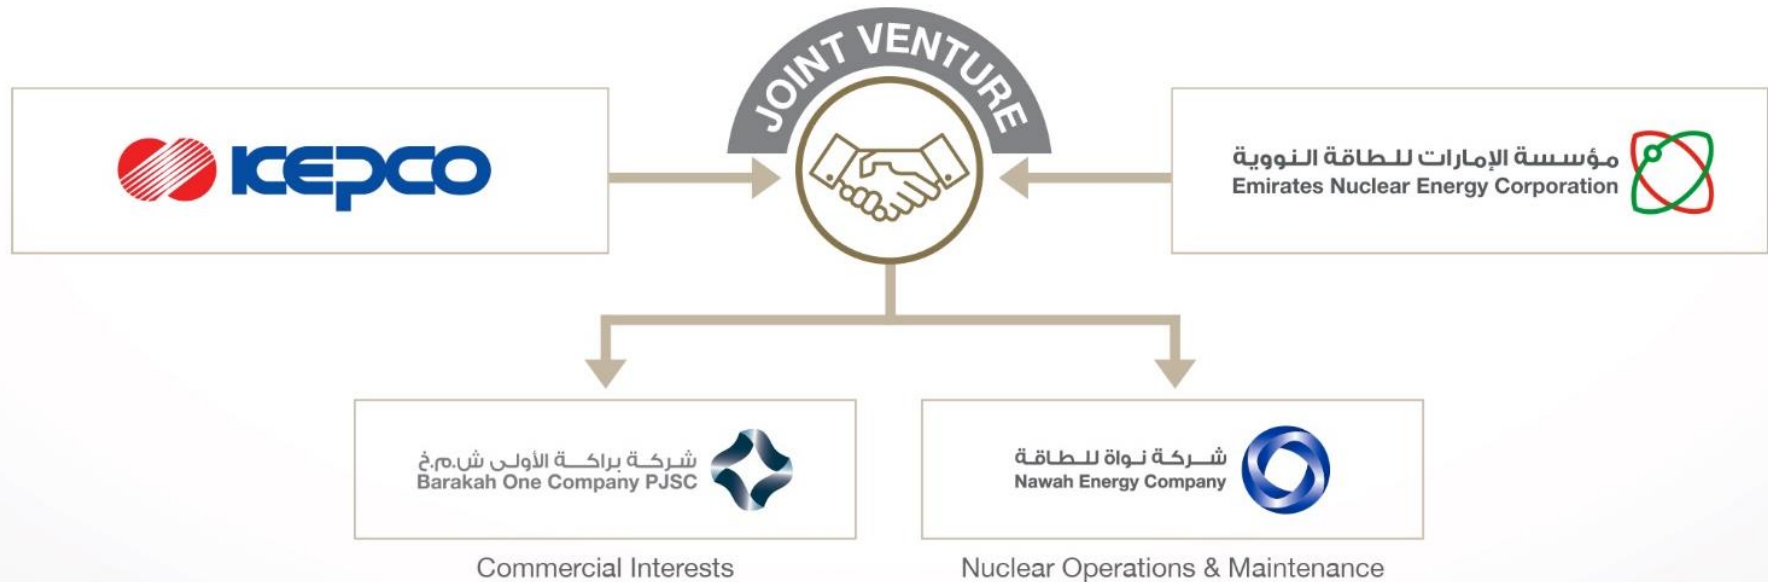 JOINT VENTURE
KEPCO
مؤسسة الإمارات للطاقة النووية
Emirates Nuclear Energy Corporation
شركة براكة الأولى ش.م.خ
Barakah One Company PJSC
شركة نواة للطاقة
Nawah Energy Company
Commercial Interests
Nuclear Operations & Maintenance